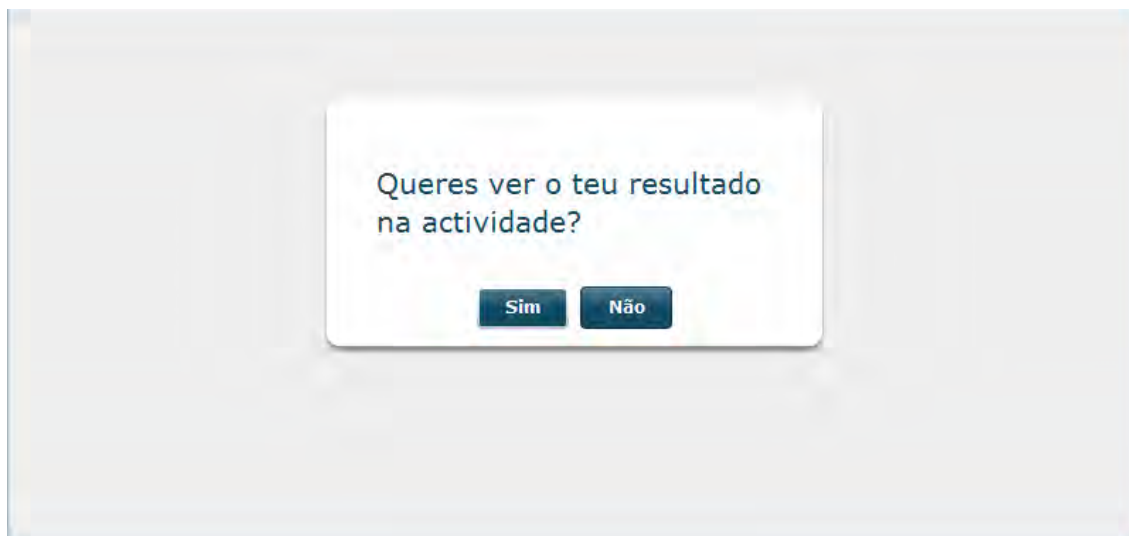 Queres ver o teu resultado
na actividade?
Sim Não